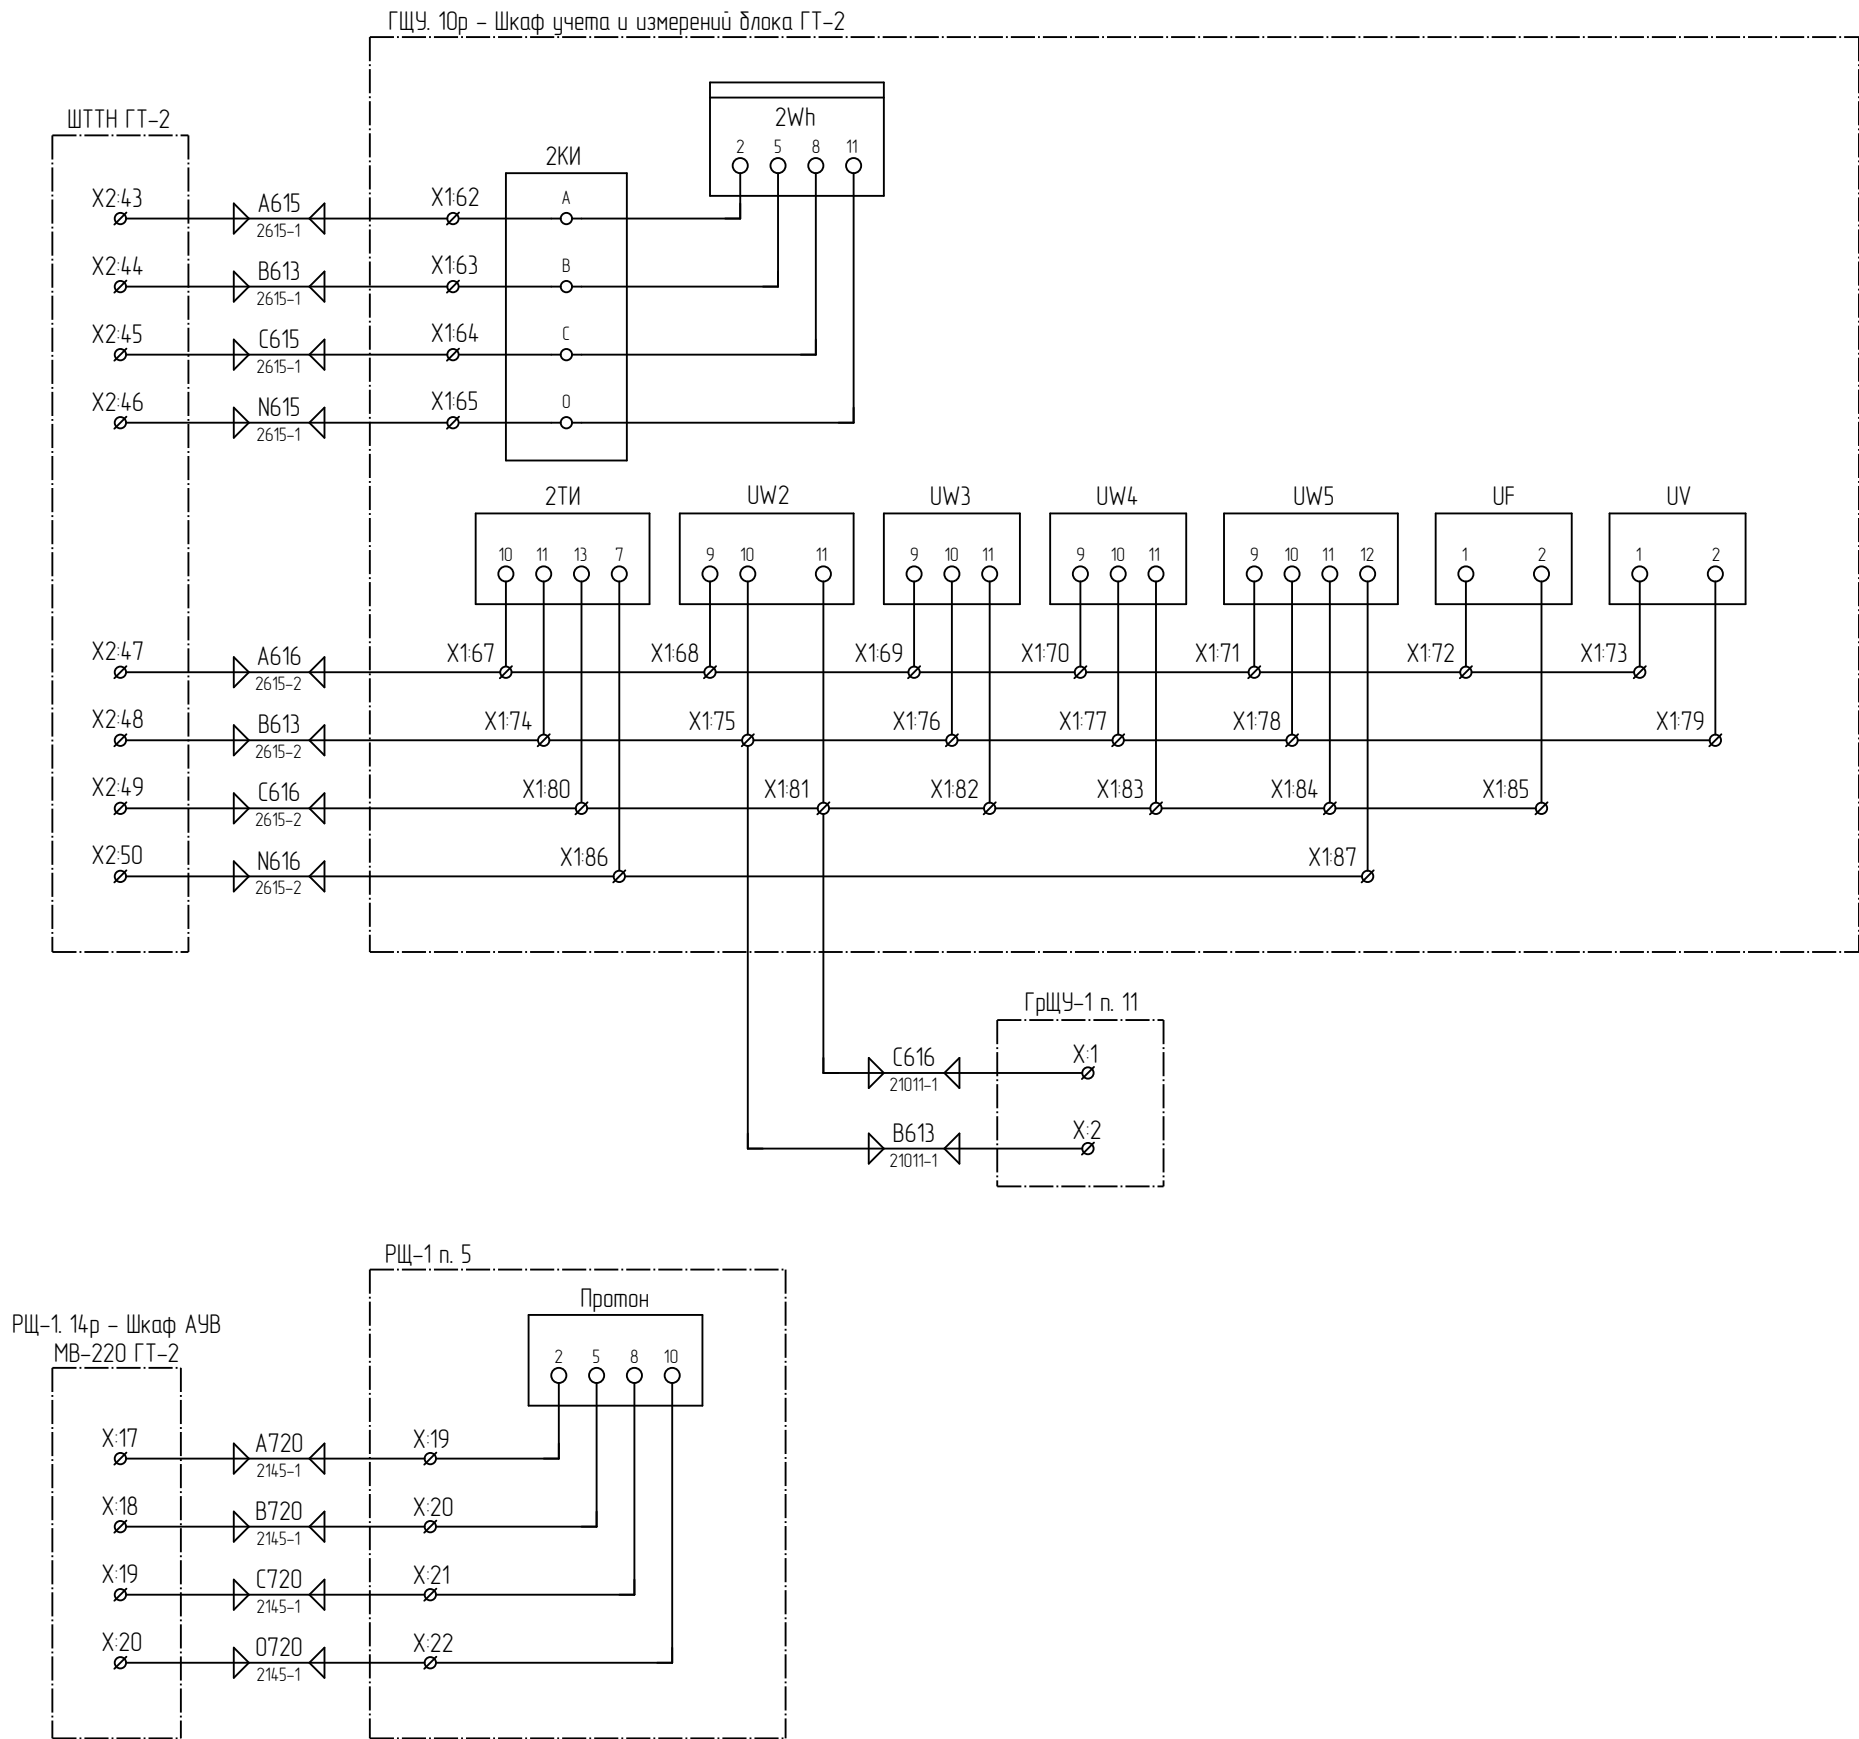 ГЩУ. 10р – Шкаф учета и измерений блока ГТ-2
ШТТН ГТ-2
2Wh
2 5 8 11
2КИ
X2:43 A615 X1:62 A
2615-1
X2:44 B613 X1:63 B
2615-1
X2:45 C615 X1:64 C
2615-1
X2:46 N615 X1:65 0
2615-1
2ТИ UW2 UW3 UW4 UW5 UF UV
10 11 13 7 9 10 11 9 10 11 9 10 11 9 10 11 12 1 2 1 2
X2:47 A616 X1:67 X1:68 X1:69 X1:70 X1:71 X1:72 X1:73
2615-2
X2:48 B613 X1:74 X1:75 X1:76 X1:77 X1:78 X1:79
2615-2
X2:49 C616 X1:80 X1:81 X1:82 X1:83 X1:84 X1:85
2615-2
X2:50 N616 X1:86 X1:87
2615-2
ГрЩУ-1 п. 11
C616 X:1
21011-1
B613 X:2
21011-1
РЩ-1 п. 5
Протон
2 5 8 10
РЩ-1. 14р – Шкаф АУВ
МВ-220 ГТ-2
X:17 A720 X:19
2145-1
X:18 B720 X:20
2145-1
X:19 C720 X:21
2145-1
X:20 0720 X:22
2145-1